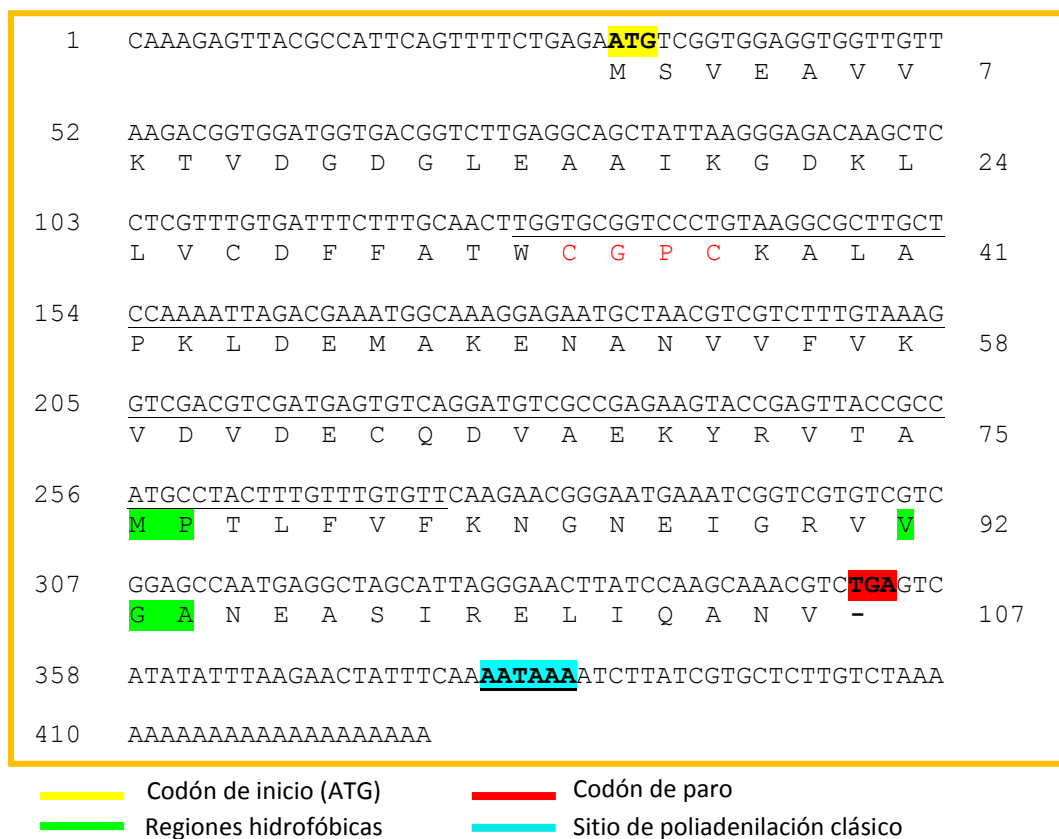 1 CAAAGAGTTACGCCATTCAGTTTTCTGAGAATGTCGGTGGAGGTGGTTGTT
M S V E A V V 7
52 AAGACGGTGGATGGTGACGGTCTTGAGGCAGCTATTAAGGGAGACAAGCTC
K T V D G D G L E A A I K G D K L 24
103 CTCGTTTGTGATTTCTTTGCAACTTGGTGCGGTCCCTGTAAGGCGCTTGCT
L V C D F F A T W C G P C K A L A 41
154 CCAAAATTAGACGAAATGGCAAAGGAGAATGCTAACGTCGTCTTTGTAAAG
P K L D E M A K E N A N V V F V K 58
205 GTCGACGTCGATGAGTGTCAGGATGTCGCCGAGAAGTACCGAGTTACCGCC
V D V D E C Q D V A E K Y R V T A 75
256 ATGCCTACTTTGTTTGTGTTCAAGAACGGGAATGAAATCGGTCGTGTCGTC
M P T L F V F K N G N E I G R V V 92
307 GGAGCCAATGAGGCTAGCATTAGGGAACTTATCCAAGCAAACGTCTGAGTC
G A N E A S I R E L I Q A N V - 107
358 ATATATTTAAGAACTATTTCAAAATAAAATCTTATCGTGCTCTTGTCTAAA
410 AAAAAAAAAAAAAAAAAAA
Codón de inicio (ATG) Codón de paro
Regiones hidrofóbicas Sitio de poliadenilación clásico